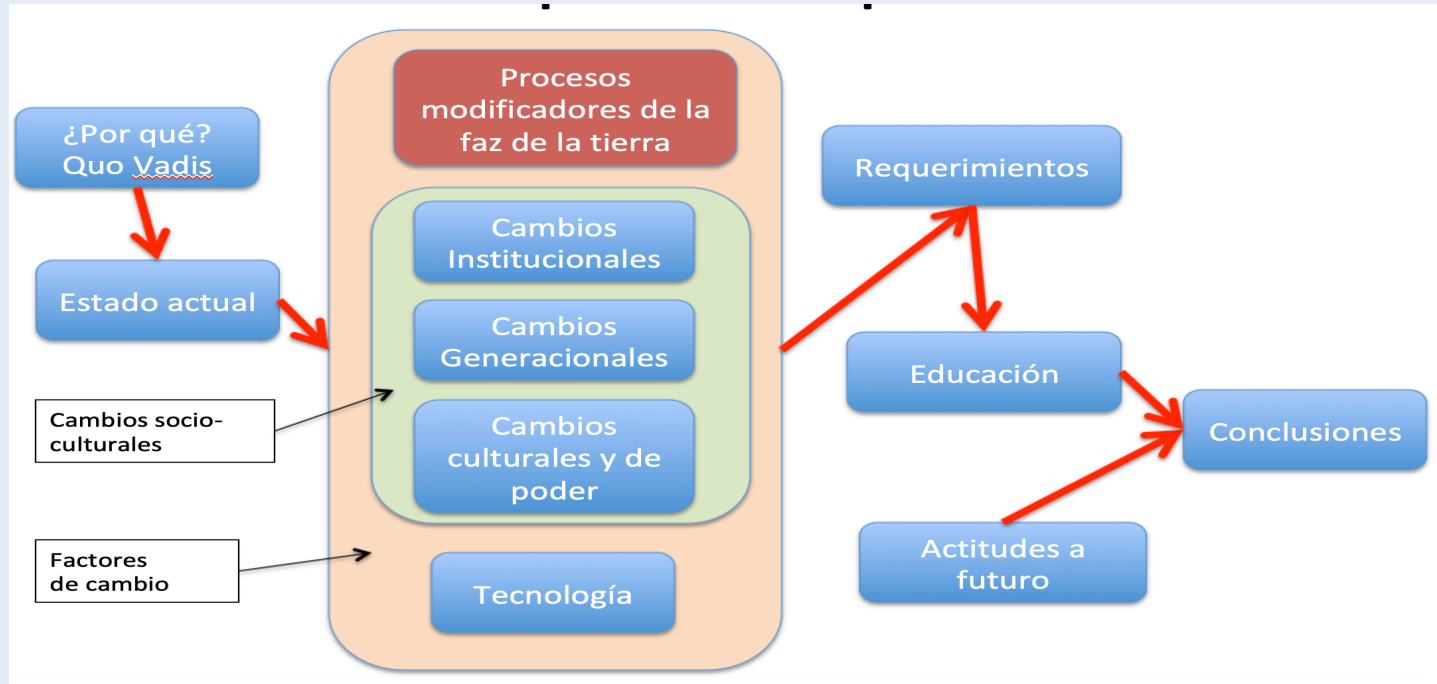 ¿Por qué?
Quo Vadis
Estado actual
Cambios socio-
culturales
Factores
de cambio
Procesos
modificadores de la
faz de la tierra
Cambios
Institucionales
Cambios
Generacionales
Cambios
culturales y de
poder
Tecnología
Requerimientos
Educación
Actitudes a
futuro
Conclusiones